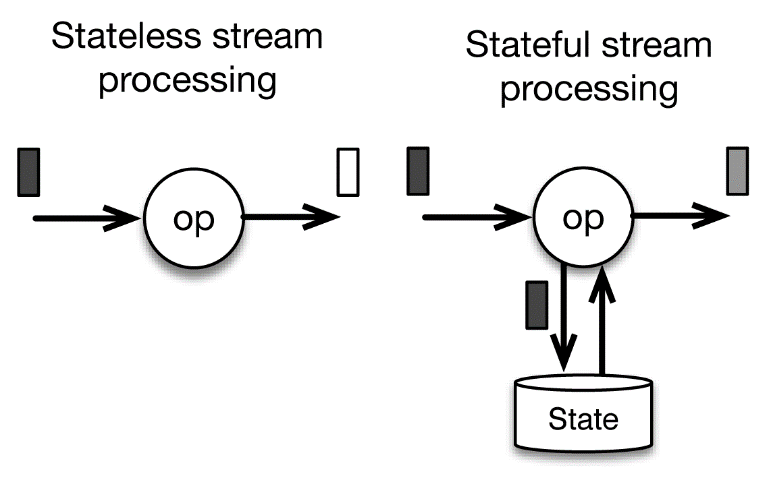 Stateless stream
processing
op
Stateful stream
processing
op
State